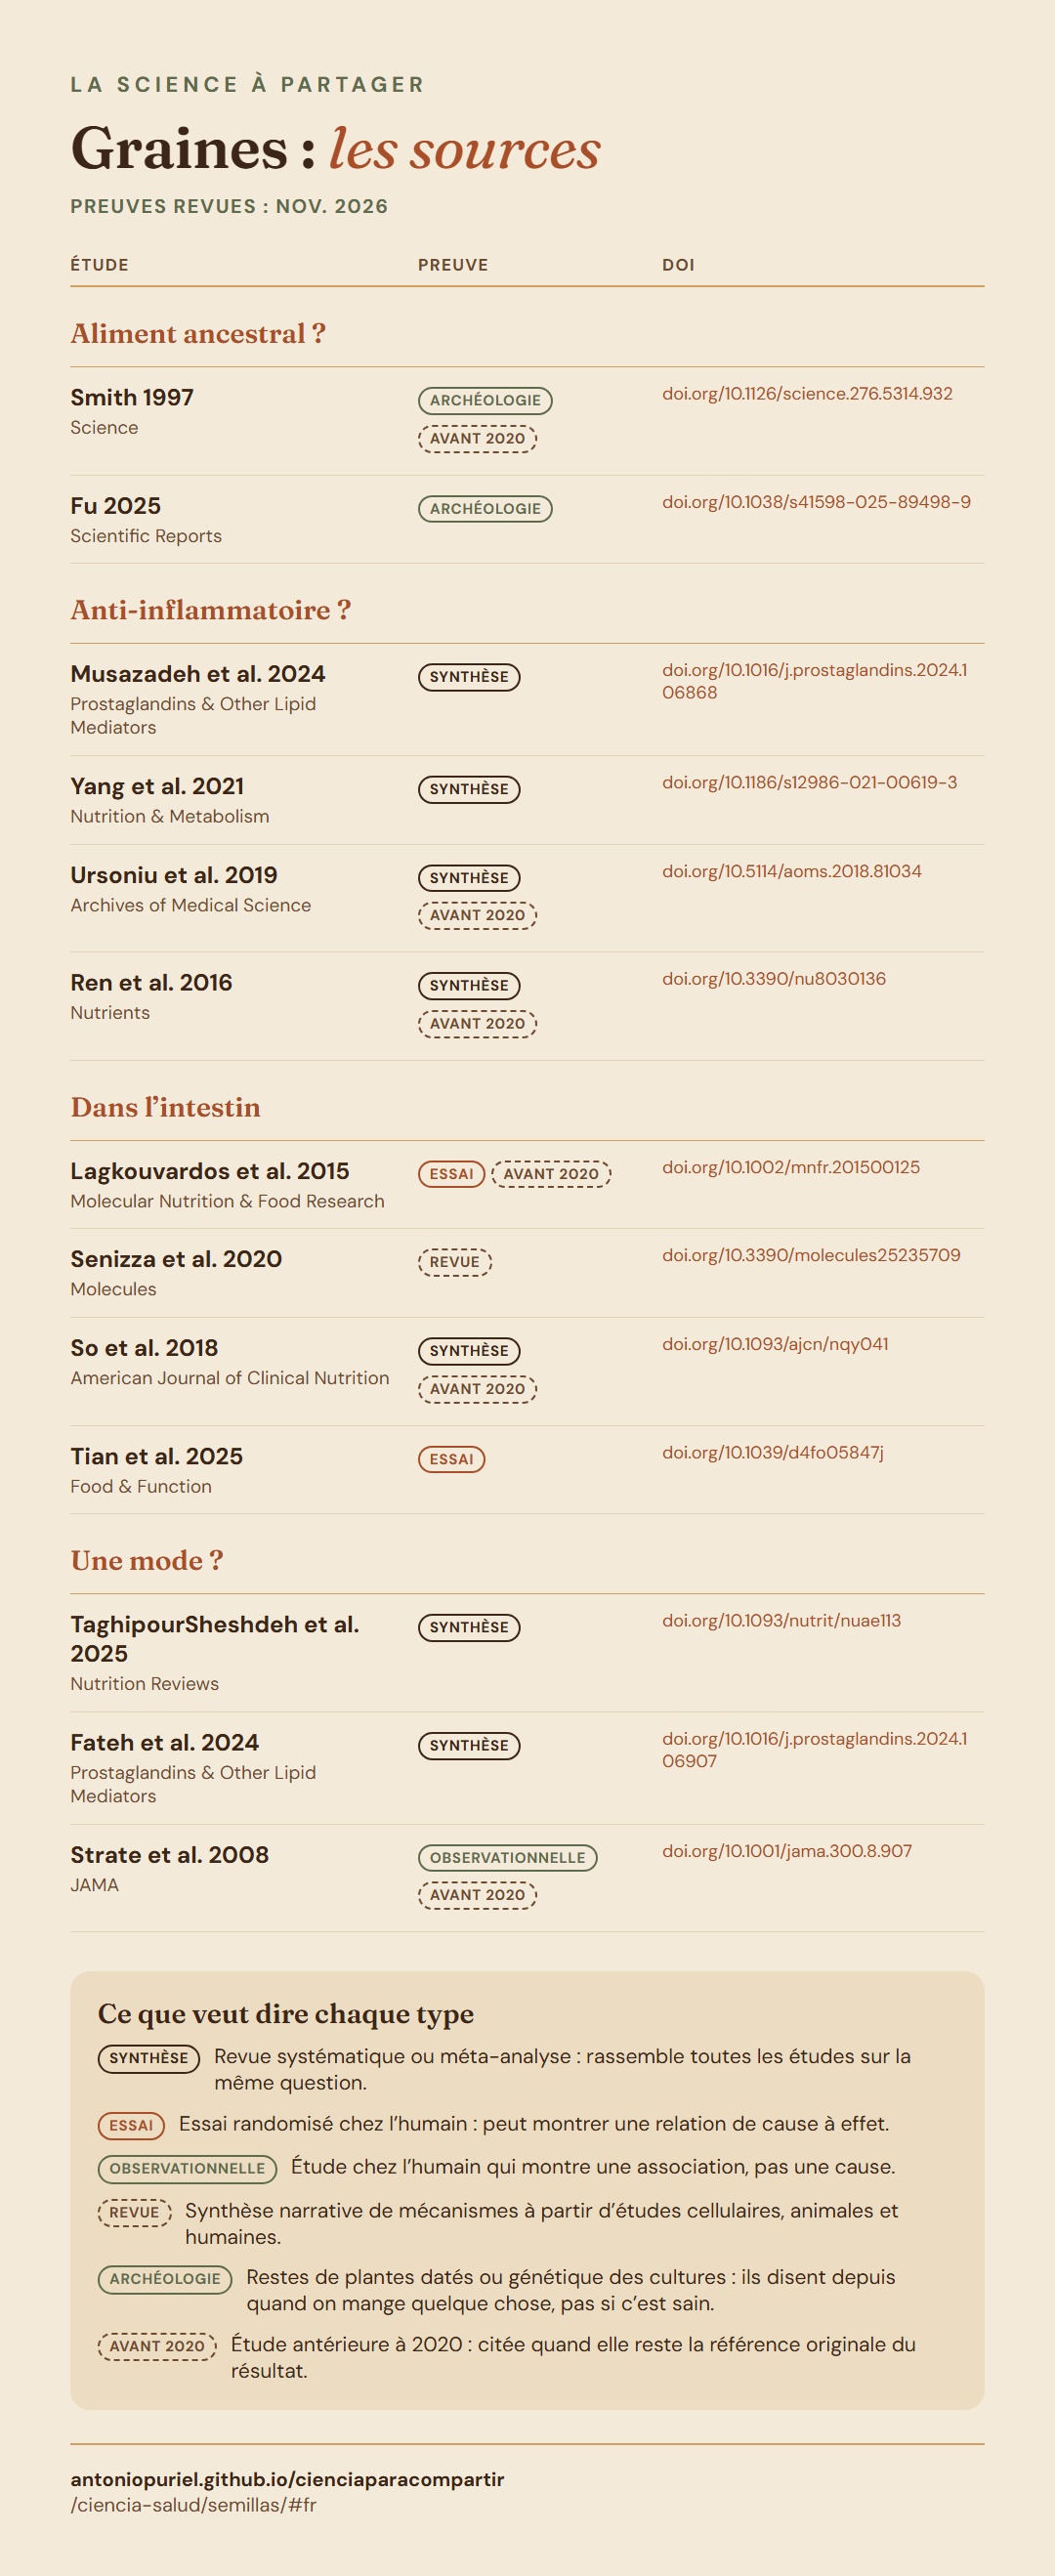 LA SCIENCE À PARTAGER
Graines : les sources
PREUVES REVUES : NOV. 2026
ÉTUDE PREUVE DOI
Aliment ancestral ?
Smith 1997 ARCHÉOLOGIE doi.org/10.1126/science.276.5314.932
Science
AVANT 2020
Fu 2025 ARCHÉOLOGIE doi.org/10.1038/s41598-025-89498-9
Scientific Reports
Anti-inflammatoire ?
Musazadeh et al. 2024 SYNTHÈSE doi.org/10.1016/j.prostaglandins.2024.1
06868
Prostaglandins & Other Lipid
Mediators
Yang et al. 2021 SYNTHÈSE doi.org/10.1186/s12986-021-00619-3
Nutrition & Metabolism
Ursoniu et al. 2019 SYNTHÈSE doi.org/10.5114/aoms.2018.81034
Archives of Medical Science
AVANT 2020
Ren et al. 2016 SYNTHÈSE doi.org/10.3390/nu8030136
Nutrients
AVANT 2020
Dans l’intestin
Lagkouvardos et al. 2015 ESSAI AVANT 2020 doi.org/10.1002/mnfr.201500125
Molecular Nutrition & Food Research
Senizza et al. 2020 REVUE doi.org/10.3390/molecules25235709
Molecules
So et al. 2018 SYNTHÈSE doi.org/10.1093/ajcn/nqy041
American Journal of Clinical Nutrition
AVANT 2020
Tian et al. 2025 ESSAI doi.org/10.1039/d4fo05847j
Food & Function
Une mode ?
TaghipourSheshdeh et al. SYNTHÈSE doi.org/10.1093/nutrit/nuae113
2025
Nutrition Reviews
Fateh et al. 2024 SYNTHÈSE doi.org/10.1016/j.prostaglandins.2024.1
06907
Prostaglandins & Other Lipid
Mediators
Strate et al. 2008 OBSERVATIONNELLE doi.org/10.1001/jama.300.8.907
JAMA
AVANT 2020
Ce que veut dire chaque type
SYNTHÈSE Revue systématique ou méta-analyse : rassemble toutes les études sur la
même question.
ESSAI Essai randomisé chez l’humain : peut montrer une relation de cause à effet.
OBSERVATIONNELLE Étude chez l’humain qui montre une association, pas une cause.
REVUE Synthèse narrative de mécanismes à partir d’études cellulaires, animales et
humaines.
ARCHÉOLOGIE Restes de plantes datés ou génétique des cultures : ils disent depuis
quand on mange quelque chose, pas si c’est sain.
AVANT 2020 Étude antérieure à 2020 : citée quand elle reste la référence originale du
résultat.
antoniopuriel.github.io/cienciaparacompartir
/ciencia-salud/semillas/#fr